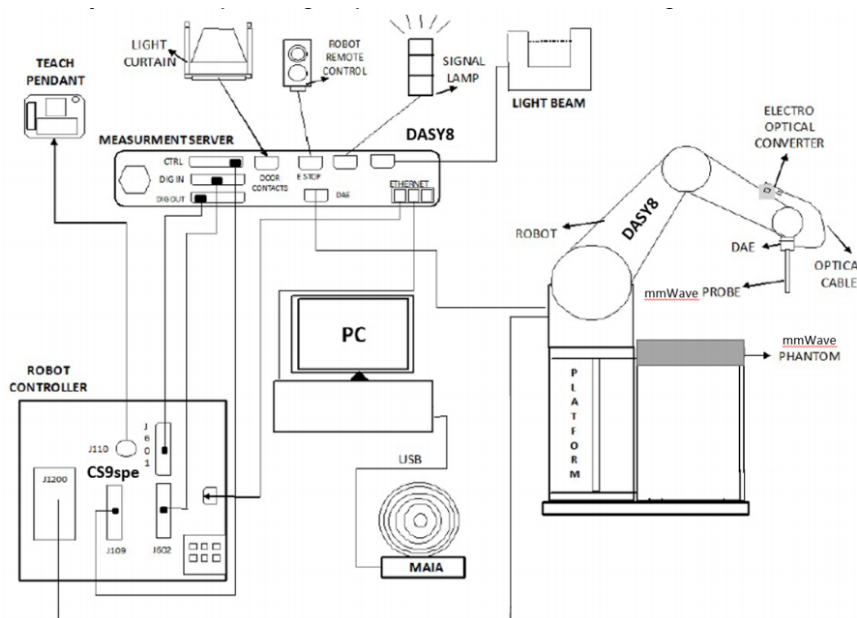 LIGHT
CURTAIN
ROBOT
REMOTE
CONTROL
SIGNAL
LAMP
LIGHT BEAM
TEACH
PENDANT
MEASURMENT SERVER
DASY8
CTRL
DIG IN
DIG OUT
DOOR
CONTACTS
E STOP
DAE
ETHERNET
ELECTRO
OPTICAL
CONVERTER
ROBOT
DASY8
DAE
OPTICA
CABLE
mmWave PROBE
mmWave
PHANTOM
PLATFORM
PC
USB
MAIA
ROBOT
CONTROLLER
J110
J601
CS9spe
J1200
J109
J602